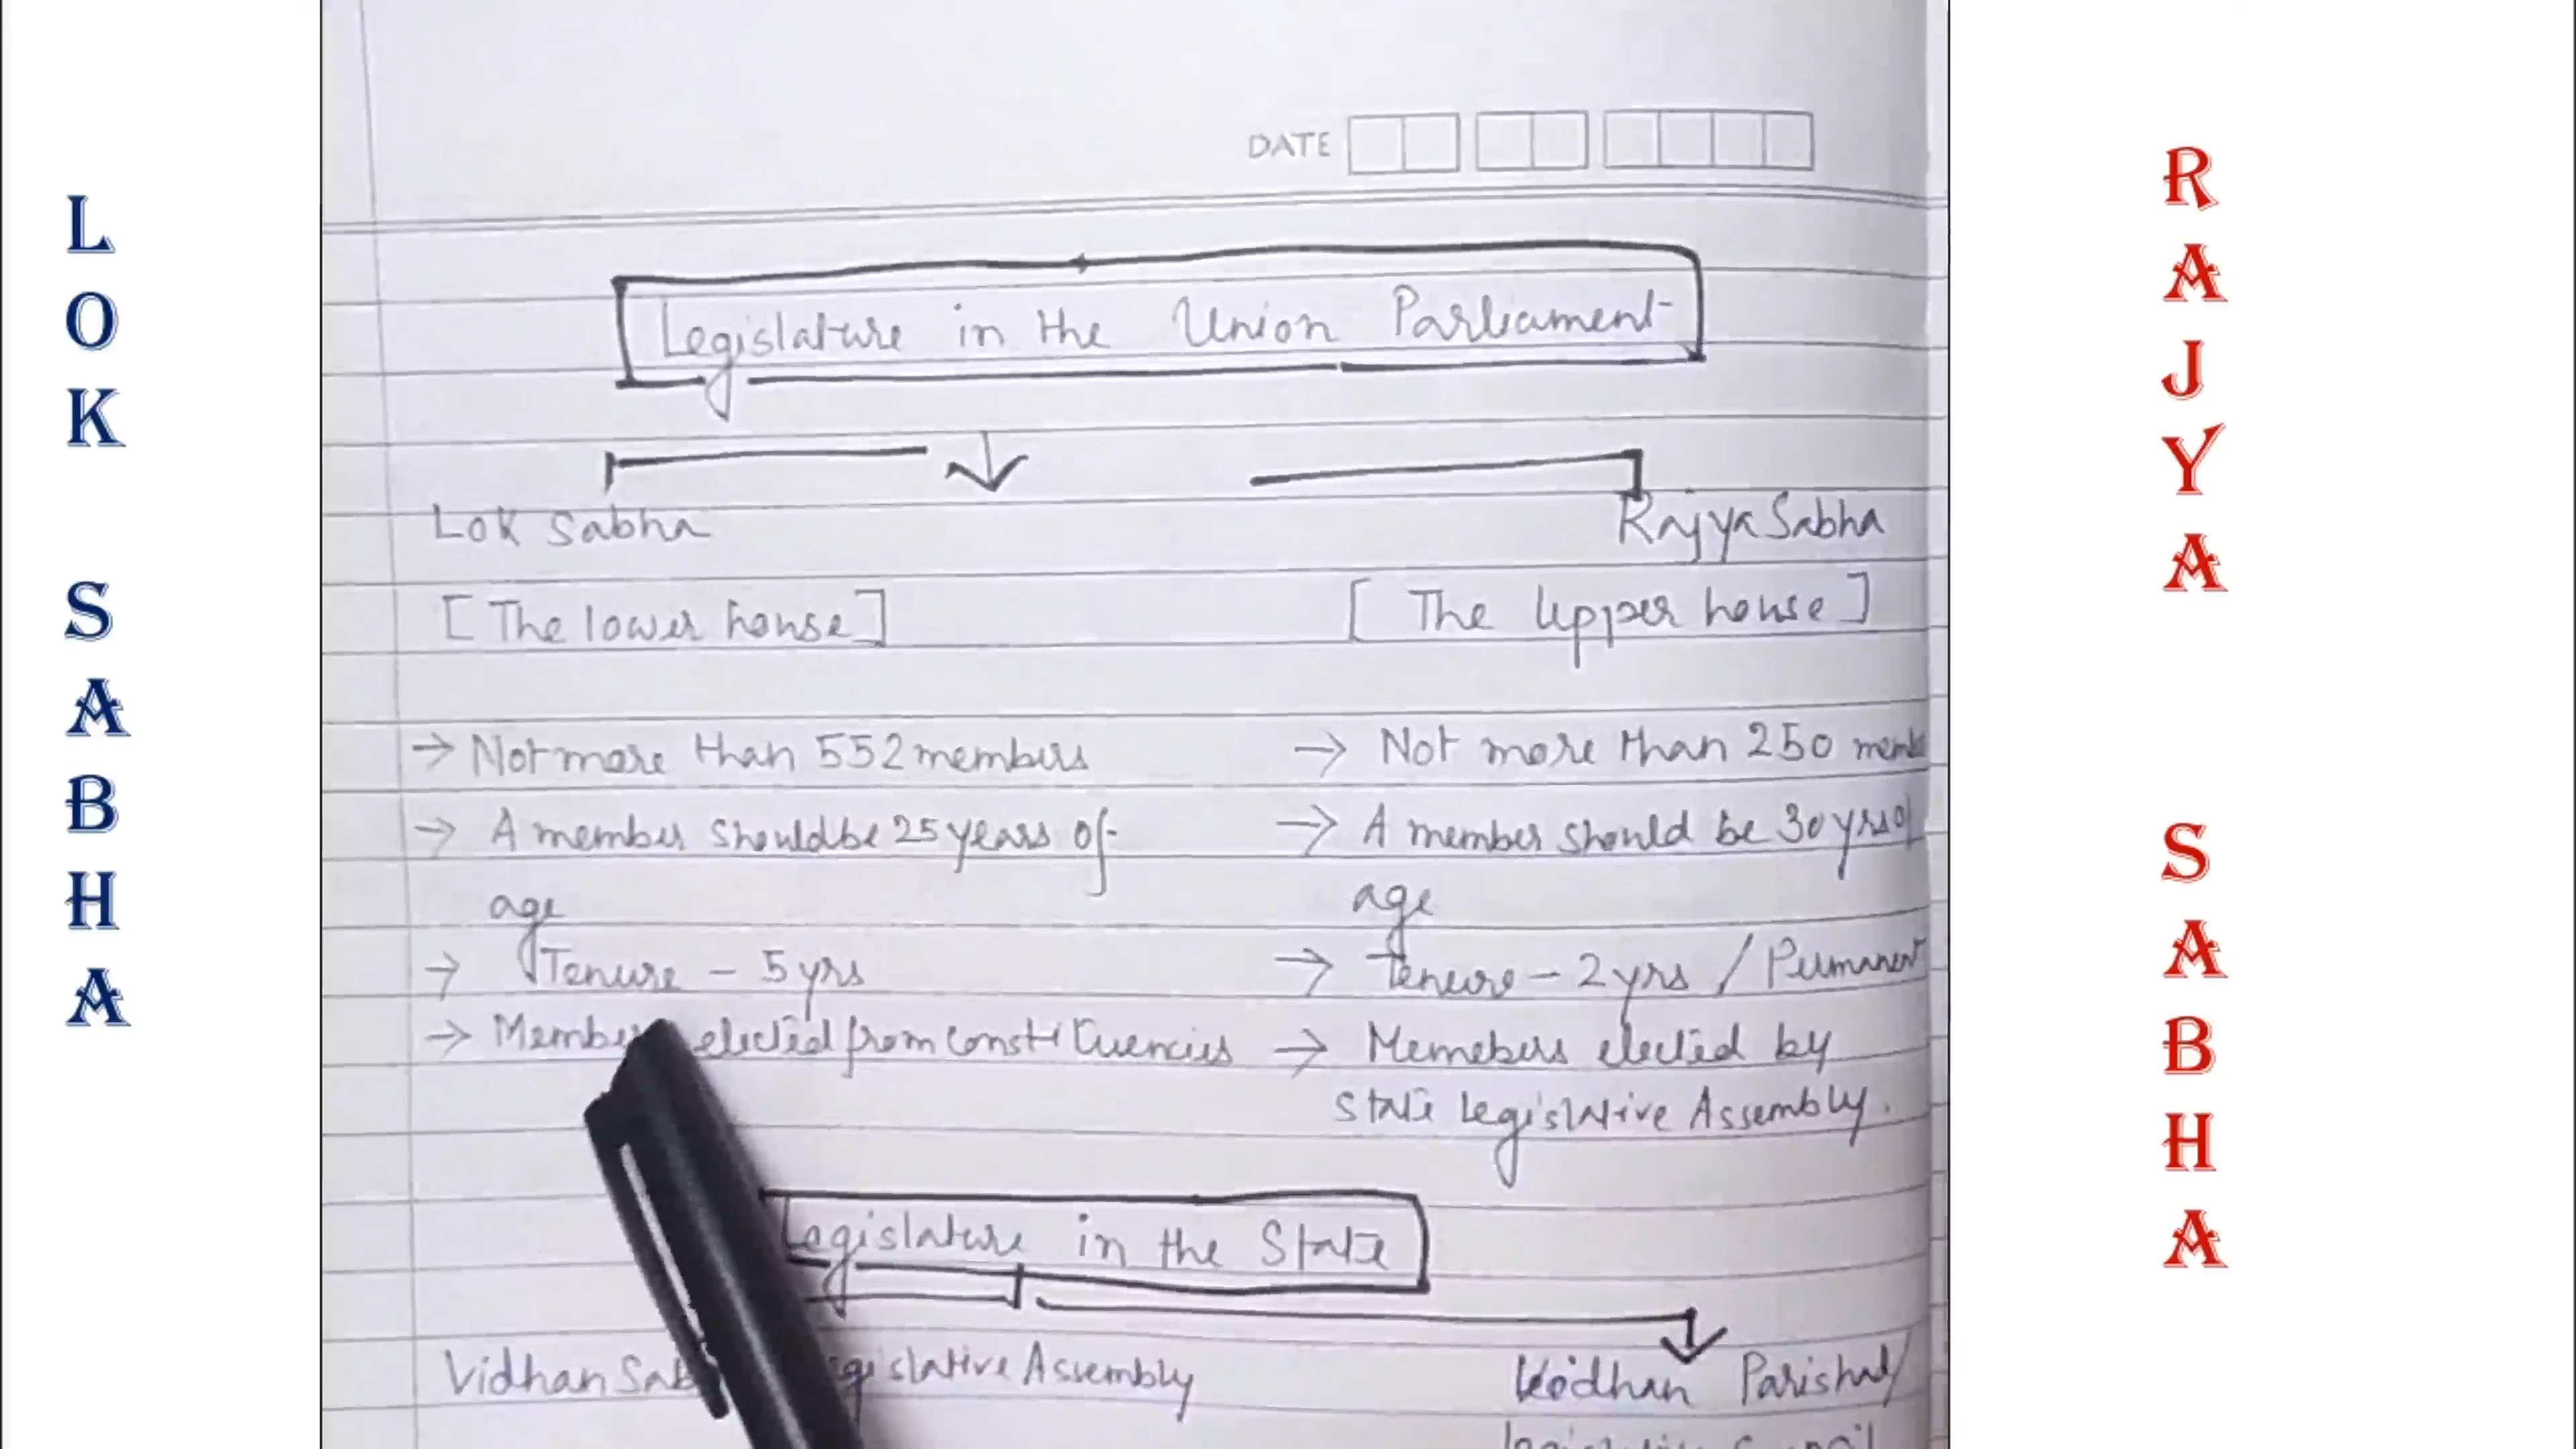 LOK SABHA
DATE
Legislature in the Union Parliament
Lok Sabha
Rajya Sabha
[ The lower house ]
[ The Upper house ]
→ Not more than 552 members
→ Not more than 250
→ A member should be 25 years of
age
→ A member should be 30 yrs of
age
→ Tenure - 5 yrs
→ Tenure - 2 yrs / Permanent
→ elected from constituencies
→ Memebers elected by
State Legislative Assembly.
Legislature in the State
Vidhan Assembly
Vidhan Parishad/
RAJYA SABHA